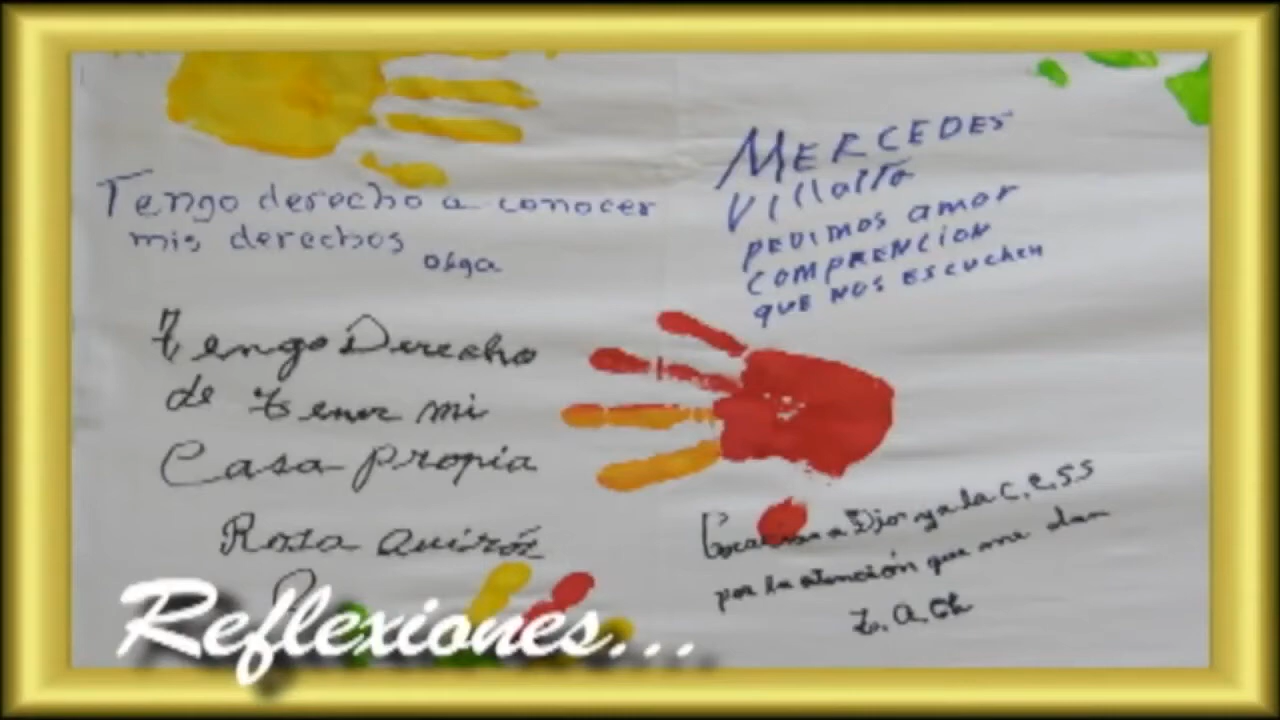 Tengo derecho a conocer
mis derechos
Olga
MERCEDES
Villalta
PEDIMOS amor
COMPRENCION
QUE NOS ESCUCHEN
Tengo Derecho
de tener mi
Casa propia
Rosa Quiróz
Gracias a Dios y a la C.C.S.S
por la atención que me dan
Z.A.Ch
Reflexiones...